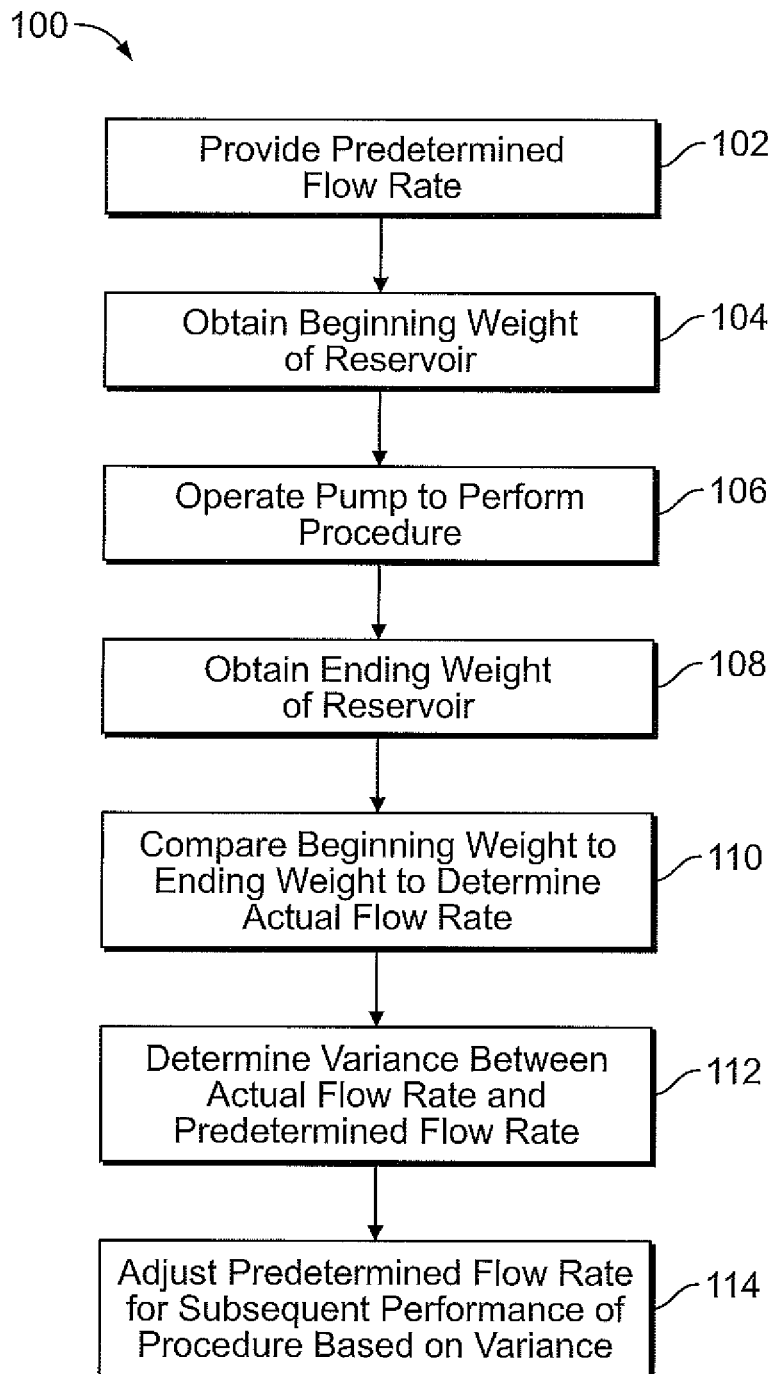 100
Provide Predetermined
Flow Rate
102
Obtain Beginning Weight
of Reservoir
104
Operate Pump to Perform
Procedure
106
Obtain Ending Weight
of Reservoir
108
Compare Beginning Weight to
Ending Weight to Determine
Actual Flow Rate
110
Determine Variance Between
Actual Flow Rate and
Predetermined Flow Rate
112
Adjust Predetermined Flow Rate
for Subsequent Performance of
Procedure Based on Variance
114